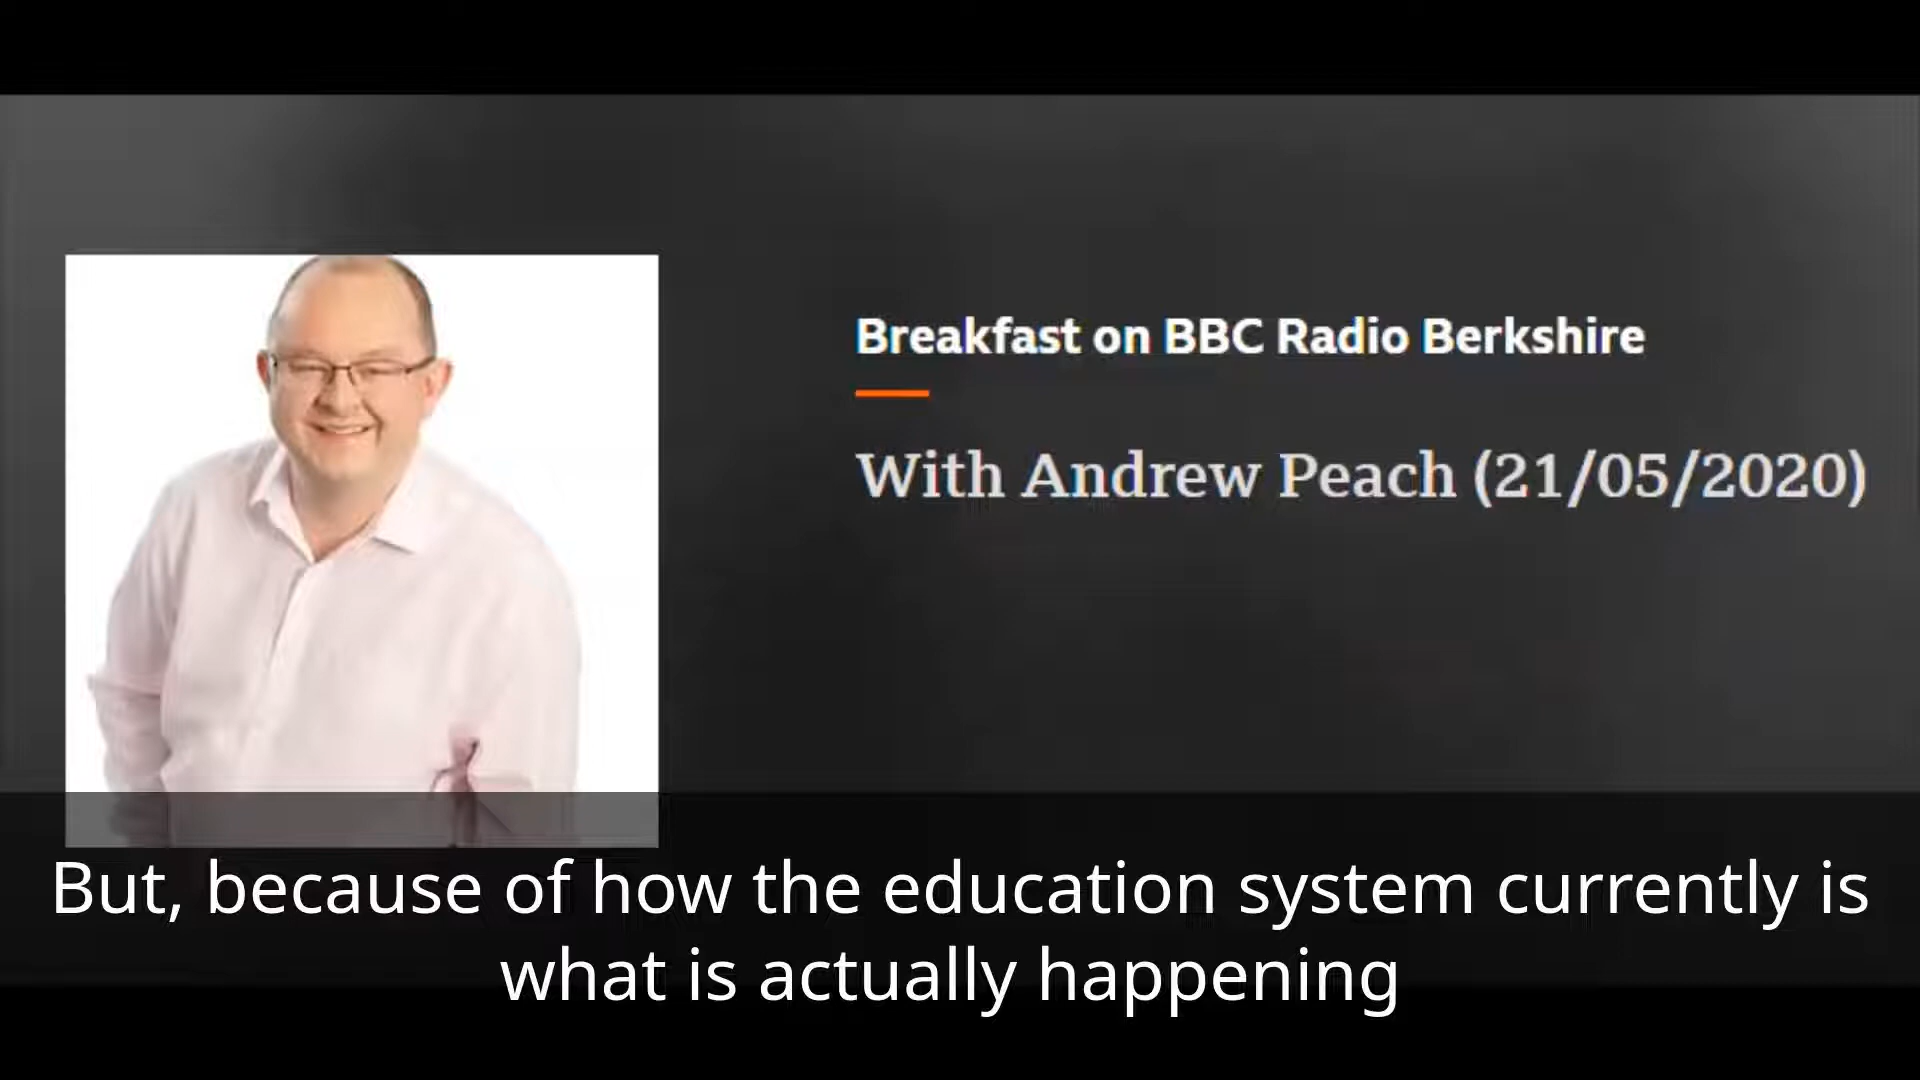 Breakfast on BBC Radio Berkshire
With Andrew Peach (21/05/2020)
But, because of how the education system currently is
what is actually happening